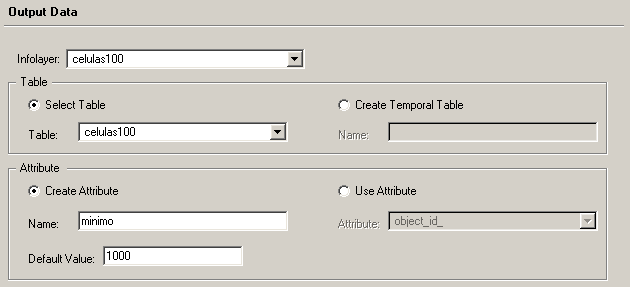 Output Data
Infolayer: celulas100
Table
Select Table Create Temporal Table
Table: celulas100 Name:
Attribute
Create Attribute Use Attribute
Name: minimo Attribute: object_id_
Default Value: 1000